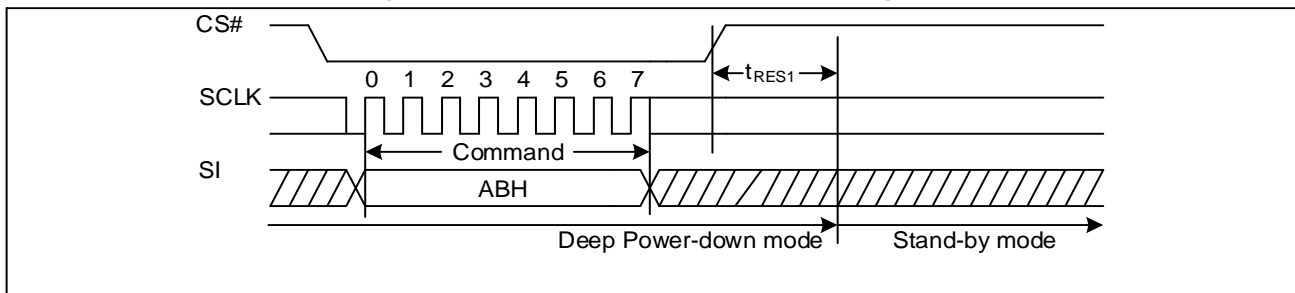 CS#
tRES1
0 1 2 3 4 5 6 7
SCLK
Command
SI
ABH
Deep Power-down mode Stand-by mode